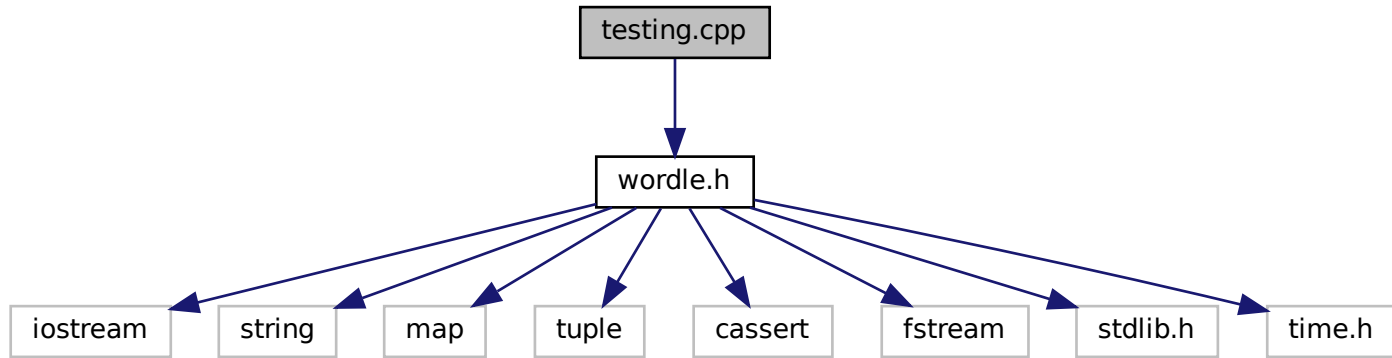 testing.cpp
wordle.h
iostream
string
map
tuple
cassert
fstream
stdlib.h
time.h